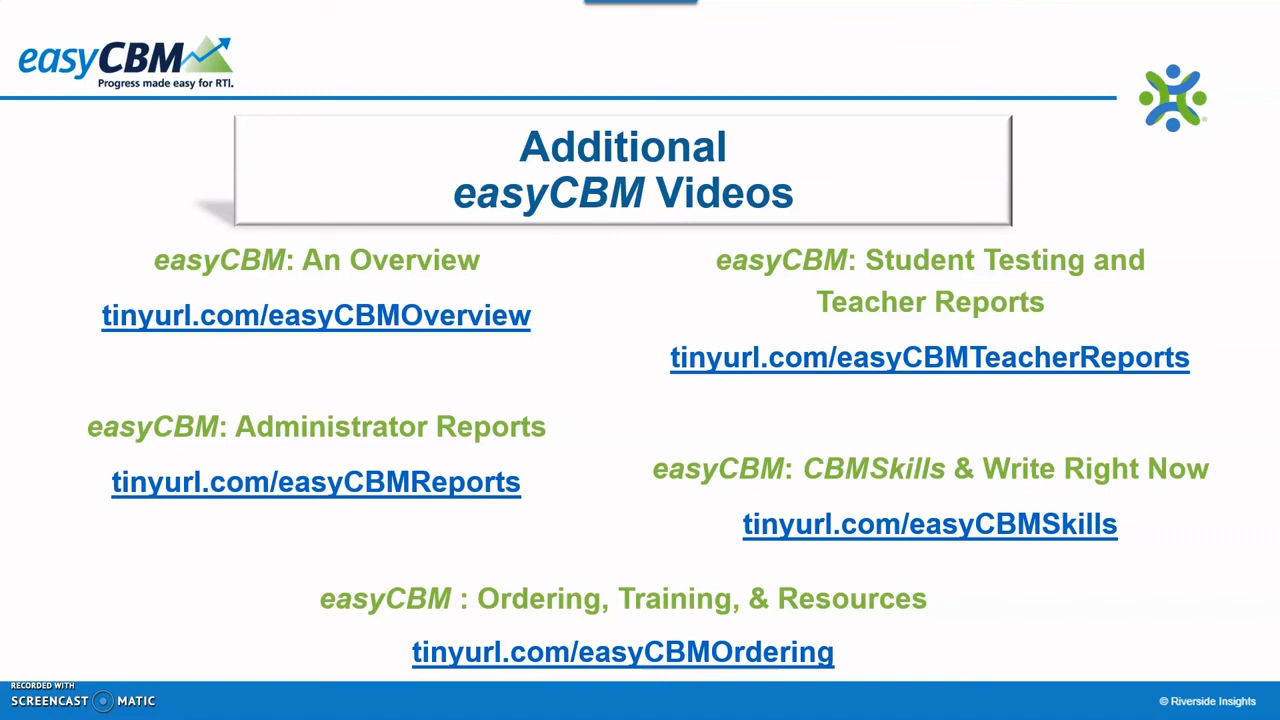 easyCBM
Progress made easy for RTI.
Additional
easyCBM Videos
easyCBM: An Overview
tinyurl.com/easyCBMOverview
easyCBM: Student Testing and
Teacher Reports
tinyurl.com/easyCBMTeacherReports
easyCBM: Administrator Reports
tinyurl.com/easyCBMReports
easyCBM: CBMSkills & Write Right Now
tinyurl.com/easyCBMSkills
easyCBM : Ordering, Training, & Resources
tinyurl.com/easyCBMOrdering
RECORDED WITH
SCREENCAST MATIC
© Riverside Insights